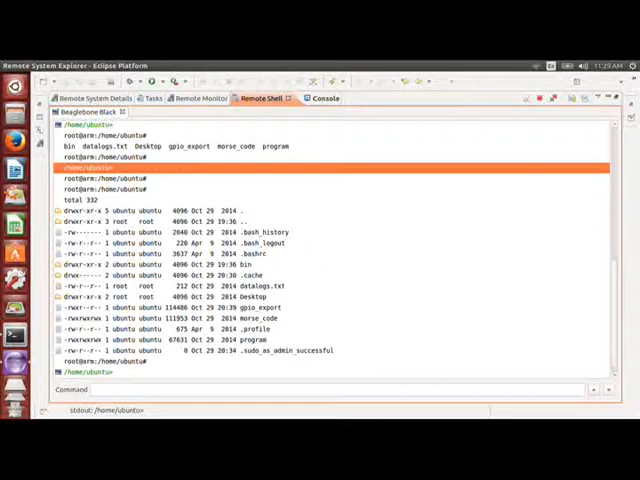 Remote System Explorer - Eclipse Platform
En
11:29 AM
Remote System Details
Tasks
Remote Monitor
Remote Shell
Console
Beaglebone Black
/home/ubuntu>
root@arm:/home/ubuntu#
bin datalogs.txt Desktop gpio_export morse_code program
root@arm:/home/ubuntu#
/home/ubuntu>
root@arm:/home/ubuntu#
root@arm:/home/ubuntu#
total 332
drwxr-xr-x 5 ubuntu ubuntu 4096 Oct 29 2014 .
drwxr-xr-x 3 root root 4096 Oct 29 19:36 ..
-rw------- 1 ubuntu ubuntu 2040 Oct 29 2014 .bash_history
-rw-r--r-- 1 ubuntu ubuntu 220 Apr 9 2014 .bash_logout
-rw-r--r-- 1 ubuntu ubuntu 3637 Apr 9 2014 .bashrc
drwxr-xr-x 2 ubuntu ubuntu 4096 Oct 29 19:36 bin
drwx------ 2 ubuntu ubuntu 4096 Oct 29 20:30 .cache
-rw-r--r-- 1 root root 212 Oct 29 2014 datalogs.txt
drwxr-xr-x 2 root root 4096 Oct 29 2014 Desktop
-rwxr--r-- 1 ubuntu ubuntu 114486 Oct 29 20:39 gpio_export
-rwxrwxrwx 1 ubuntu ubuntu 111953 Oct 29 2014 morse_code
-rw-r--r-- 1 ubuntu ubuntu 675 Apr 9 2014 .profile
-rwxrwxrwx 1 ubuntu ubuntu 67631 Oct 29 2014 program
-rw-r--r-- 1 ubuntu ubuntu 0 Oct 29 20:34 .sudo_as_admin_successful
root@arm:/home/ubuntu#
/home/ubuntu>
Command
stdout: /home/ubuntu>